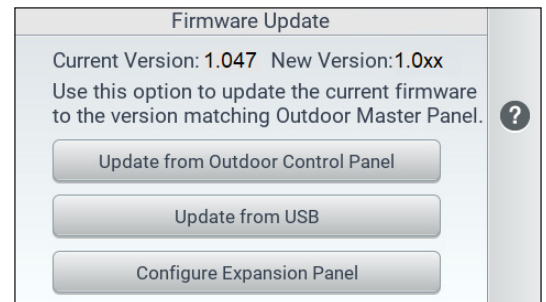 Firmware Update
Current Version: 1.047 New Version:1.0xx
Use this option to update the current firmware
to the version matching Outdoor Master Panel.
?
Update from Outdoor Control Panel
Update from USB
Configure Expansion Panel